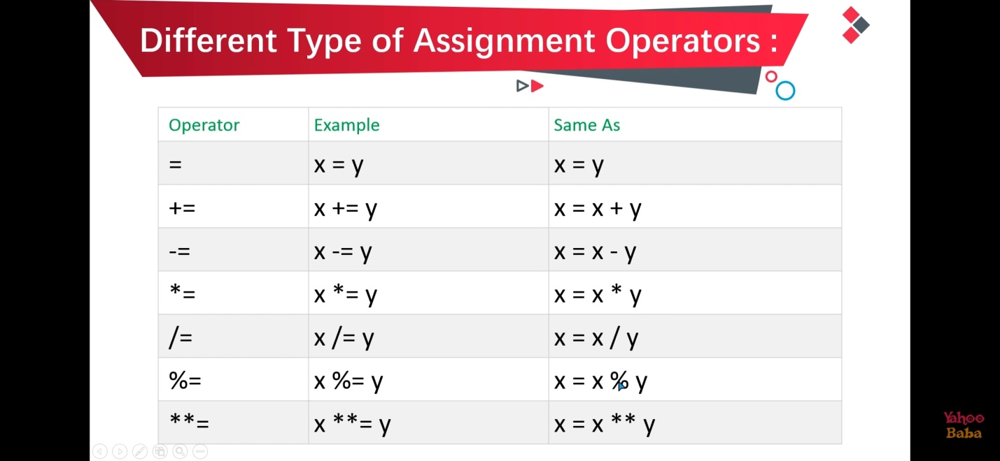 Different Type of Assignment Operators :
Operator Example Same As
= x = y x = y
+= x += y x = x + y
-= x -= y x = x - y
*= x *= y x = x * y
/= x /= y x = x / y
%= x %= y x = x % y
**= x **= y x = x ** y
Yahoo
Baba